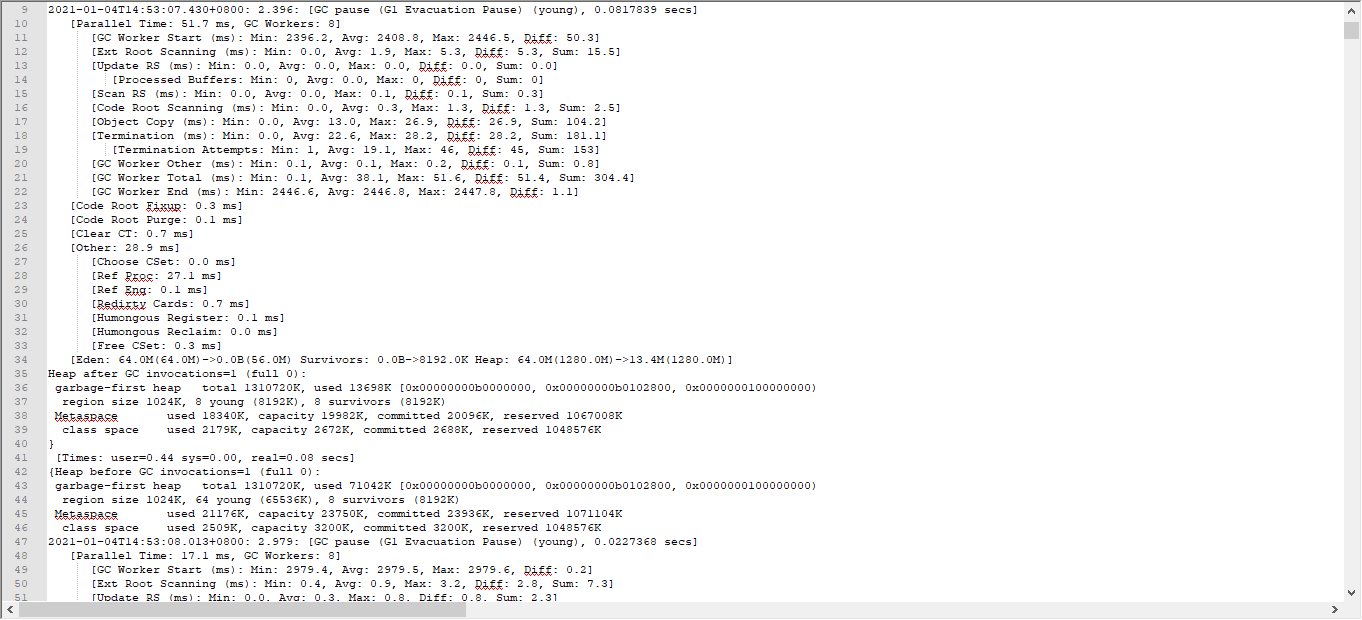 9 2021-01-04T14:53:07.430+0800: 2.396: [GC pause (G1 Evacuation Pause) (young), 0.0817839 secs]
10 [Parallel Time: 51.7 ms, GC Workers: 8]
11 [GC Worker Start (ms): Min: 2396.2, Avg: 2408.8, Max: 2446.5, Diff: 50.3]
12 [Ext Root Scanning (ms): Min: 0.0, Avg: 1.9, Max: 5.3, Diff: 5.3, Sum: 15.5]
13 [Update RS (ms): Min: 0.0, Avg: 0.0, Max: 0.0, Diff: 0.0, Sum: 0.0]
14 [Processed Buffers: Min: 0, Avg: 0.0, Max: 0, Diff: 0, Sum: 0]
15 [Scan RS (ms): Min: 0.0, Avg: 0.0, Max: 0.1, Diff: 0.1, Sum: 0.3]
16 [Code Root Scanning (ms): Min: 0.0, Avg: 0.3, Max: 1.3, Diff: 1.3, Sum: 2.5]
17 [Object Copy (ms): Min: 0.0, Avg: 13.0, Max: 26.9, Diff: 26.9, Sum: 104.2]
18 [Termination (ms): Min: 0.0, Avg: 22.6, Max: 28.2, Diff: 28.2, Sum: 181.1]
19 [Termination Attempts: Min: 1, Avg: 19.1, Max: 46, Diff: 45, Sum: 153]
20 [GC Worker Other (ms): Min: 0.1, Avg: 0.1, Max: 0.2, Diff: 0.1, Sum: 0.8]
21 [GC Worker Total (ms): Min: 0.1, Avg: 38.1, Max: 51.6, Diff: 51.4, Sum: 304.4]
22 [GC Worker End (ms): Min: 2446.6, Avg: 2446.8, Max: 2447.8, Diff: 1.1]
23 [Code Root Fixup: 0.3 ms]
24 [Code Root Purge: 0.1 ms]
25 [Clear CT: 0.7 ms]
26 [Other: 28.9 ms]
27 [Choose CSet: 0.0 ms]
28 [Ref Proc: 27.1 ms]
29 [Ref Enq: 0.1 ms]
30 [Redirty Cards: 0.7 ms]
31 [Humongous Register: 0.1 ms]
32 [Humongous Reclaim: 0.0 ms]
33 [Free CSet: 0.3 ms]
34 [Eden: 64.0M(64.0M)->0.0B(56.0M) Survivors: 0.0B->8192.0K Heap: 64.0M(1280.0M)->13.4M(1280.0M)]
35 Heap after GC invocations=1 (full 0):
36 garbage-first heap total 1310720K, used 13698K [0x00000000b0000000, 0x00000000b0102800, 0x0000000100000000)
37 region size 1024K, 8 young (8192K), 8 survivors (8192K)
38 Metaspace used 18340K, capacity 19982K, committed 20096K, reserved 1067008K
39 class space used 2179K, capacity 2672K, committed 2688K, reserved 1048576K
40 }
41 [Times: user=0.44 sys=0.00, real=0.08 secs]
42 {Heap before GC invocations=1 (full 0):
43 garbage-first heap total 1310720K, used 71042K [0x00000000b0000000, 0x00000000b0102800, 0x0000000100000000)
44 region size 1024K, 64 young (65536K), 8 survivors (8192K)
45 Metaspace used 21176K, capacity 23750K, committed 23936K, reserved 1071104K
46 class space used 2509K, capacity 3200K, committed 3200K, reserved 1048576K
47 2021-01-04T14:53:08.013+0800: 2.979: [GC pause (G1 Evacuation Pause) (young), 0.0227368 secs]
48 [Parallel Time: 17.1 ms, GC Workers: 8]
49 [GC Worker Start (ms): Min: 2979.4, Avg: 2979.5, Max: 2979.6, Diff: 0.2]
50 [Ext Root Scanning (ms): Min: 0.4, Avg: 0.9, Max: 3.2, Diff: 2.8, Sum: 7.3]
51 [Update RS (ms): Min: 0.0, Avg: 0.3, Max: 0.8, Diff: 0.8, Sum: 2.3]